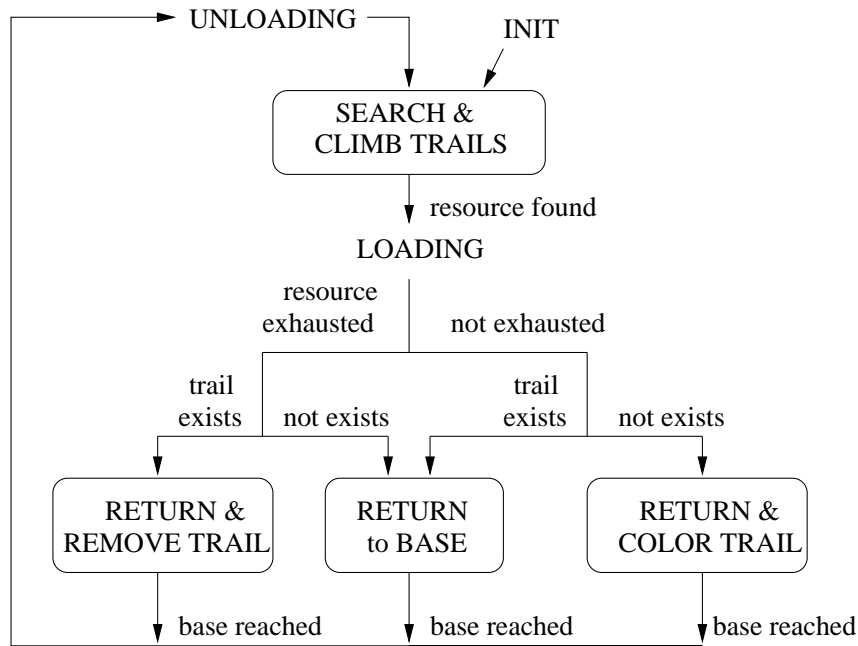 UNLOADING
INIT
SEARCH &
CLIMB TRAILS
resource found
LOADING
resource
exhausted
not exhausted
trail
exists
not exists
trail
exists
not exists
RETURN &
REMOVE TRAIL
RETURN
to BASE
RETURN &
COLOR TRAIL
base reached
base reached
base reached